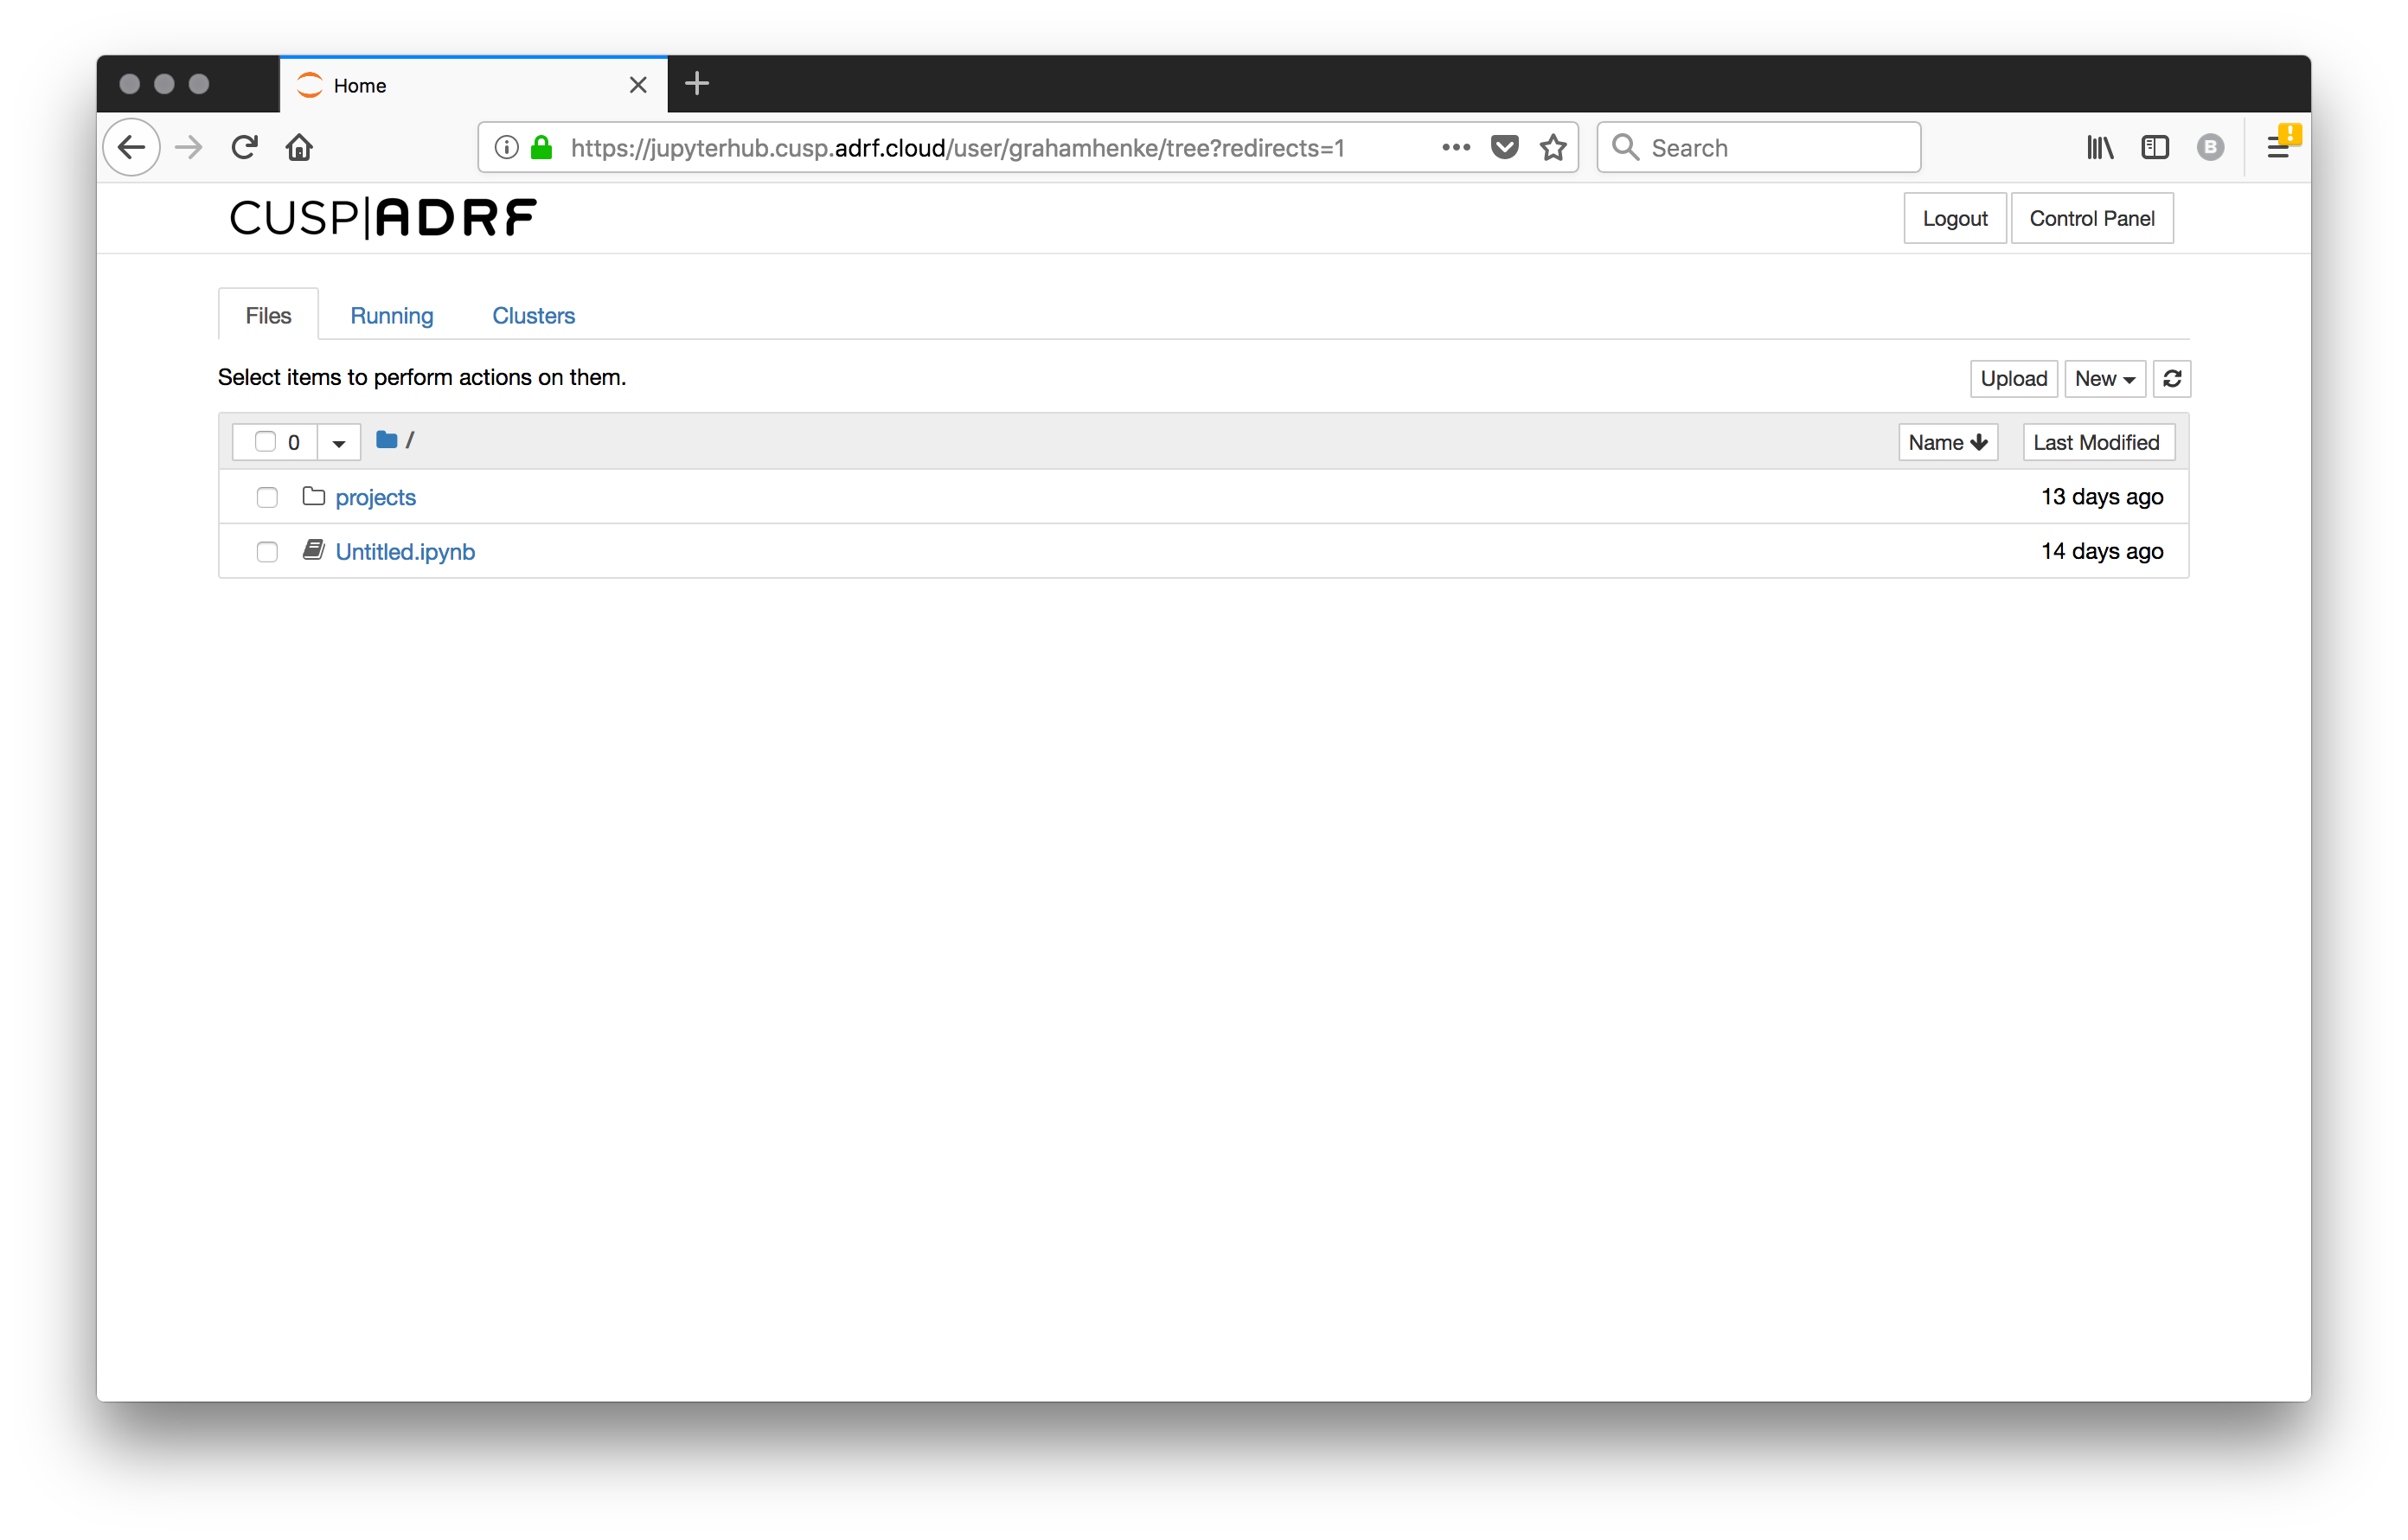 Home
https://jupyterhub.cusp.adrf.cloud/user/grahamhenke/tree?redirects=1
Search
B
!
CUSP|ADRF
Logout
Control Panel
Files
Running
Clusters
Select items to perform actions on them.
Upload
New
0
/
Name
Last Modified
projects
13 days ago
Untitled.ipynb
14 days ago